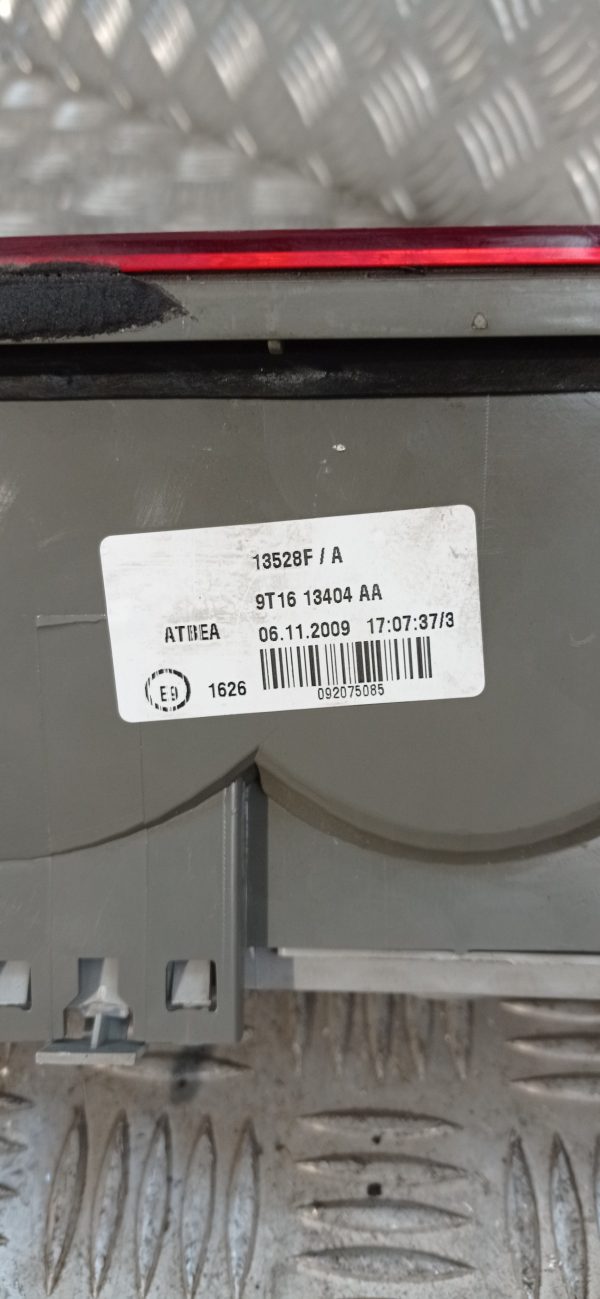 13528F / A
9T16 13404 AA
ATBEA 06.11.2009 17:07:37/3
E9 1626
092075085